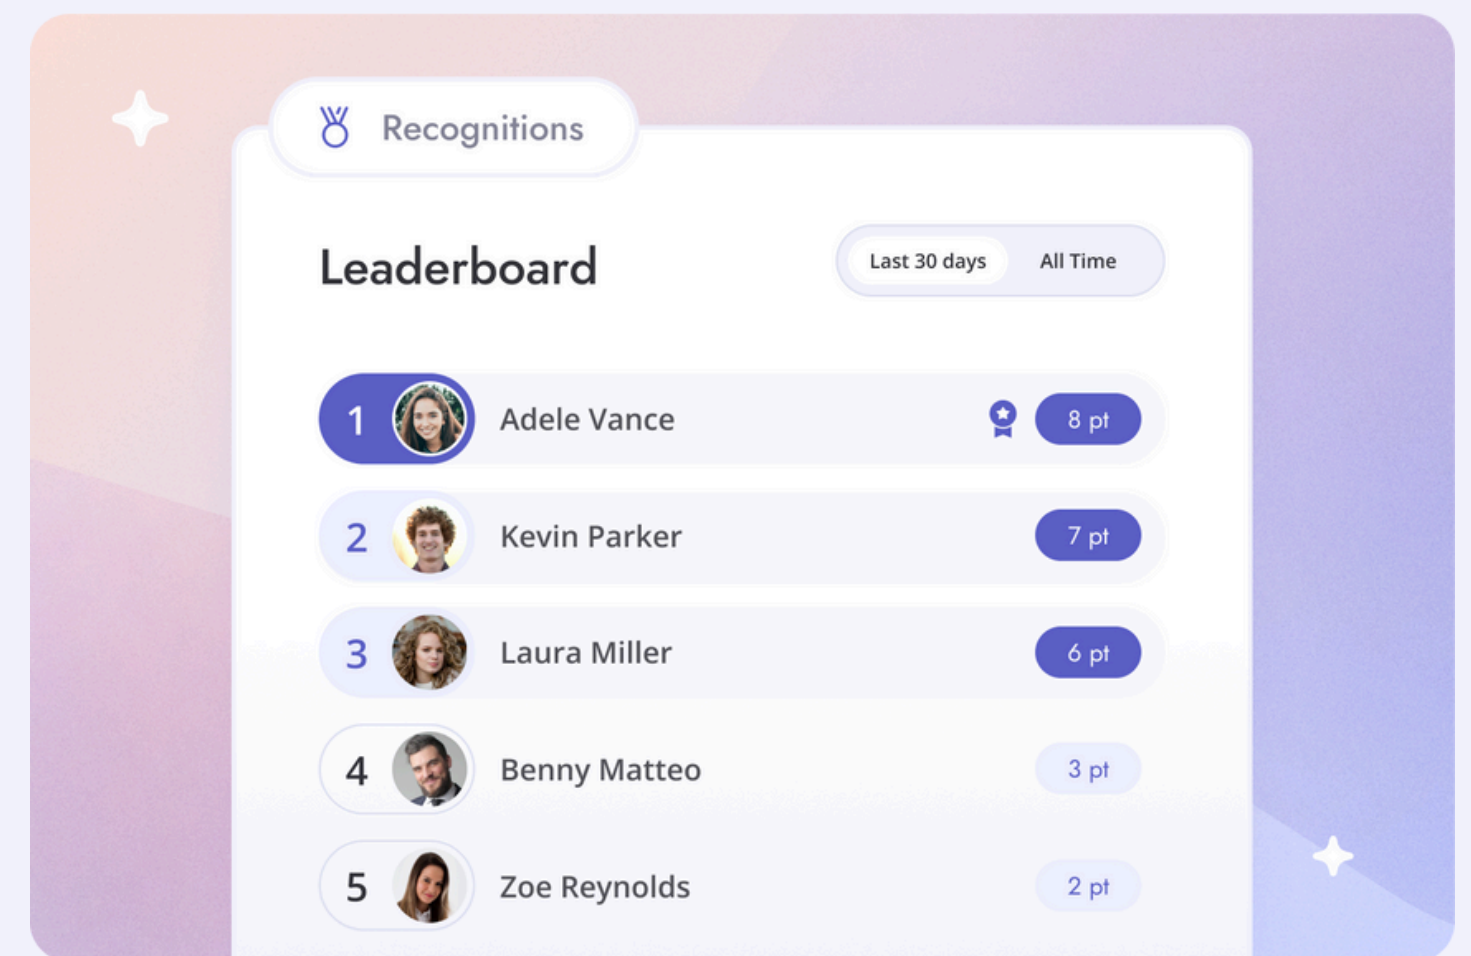 Recognitions
Leaderboard
Last 30 days All Time
1 Adele Vance 8 pt
2 Kevin Parker 7 pt
3 Laura Miller 6 pt
4 Benny Matteo 3 pt
5 Zoe Reynolds 2 pt